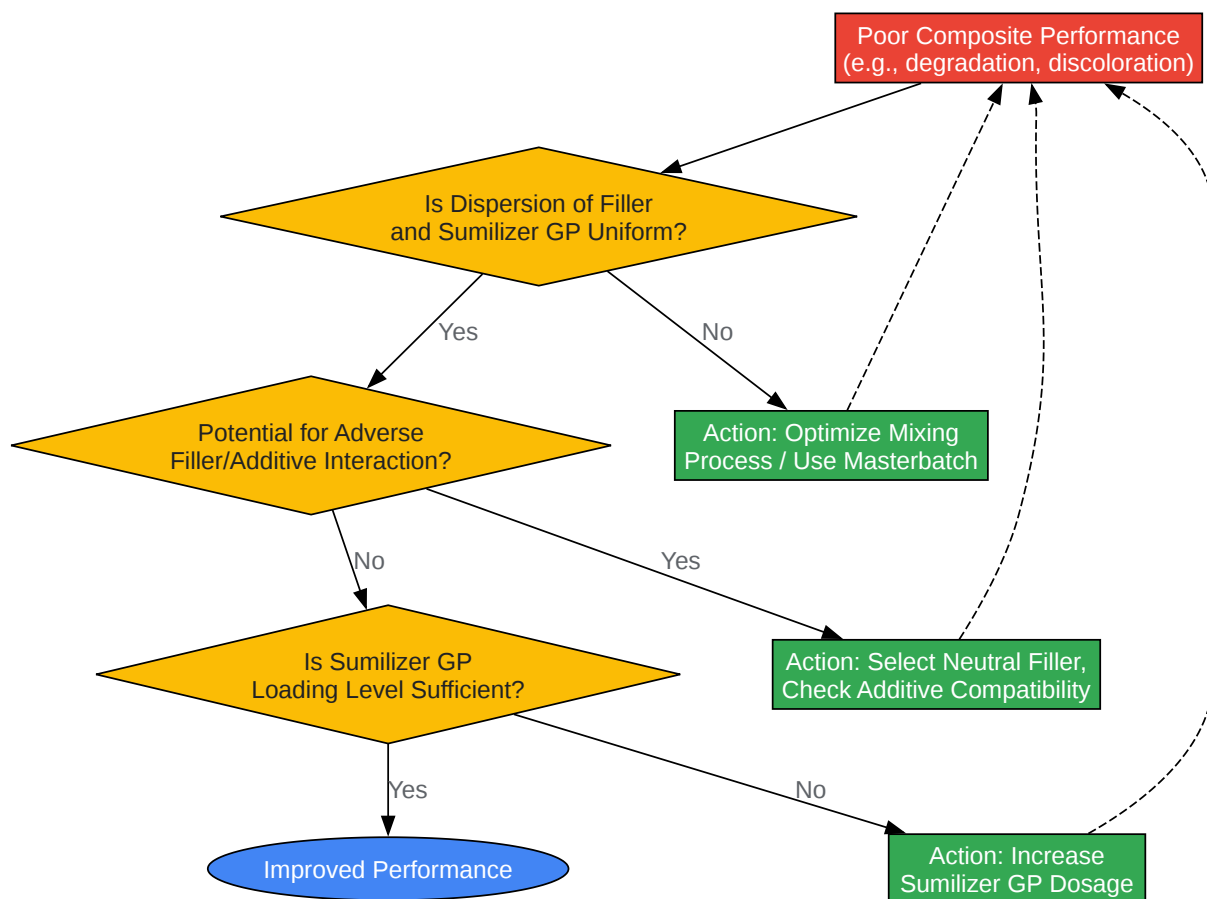 Poor Composite Performance
(e.g., degradation, discoloration)
Is Dispersion of Filler
and Sumilizer GP Uniform?
Yes
No
Potential for Adverse
Filler/Additive Interaction?
Action: Optimize Mixing
Process / Use Masterbatch
No
Yes
Is Sumilizer GP
Loading Level Sufficient?
Action: Select Neutral Filler,
Check Additive Compatibility
Yes
No
Improved Performance
Action: Increase
Sumilizer GP Dosage